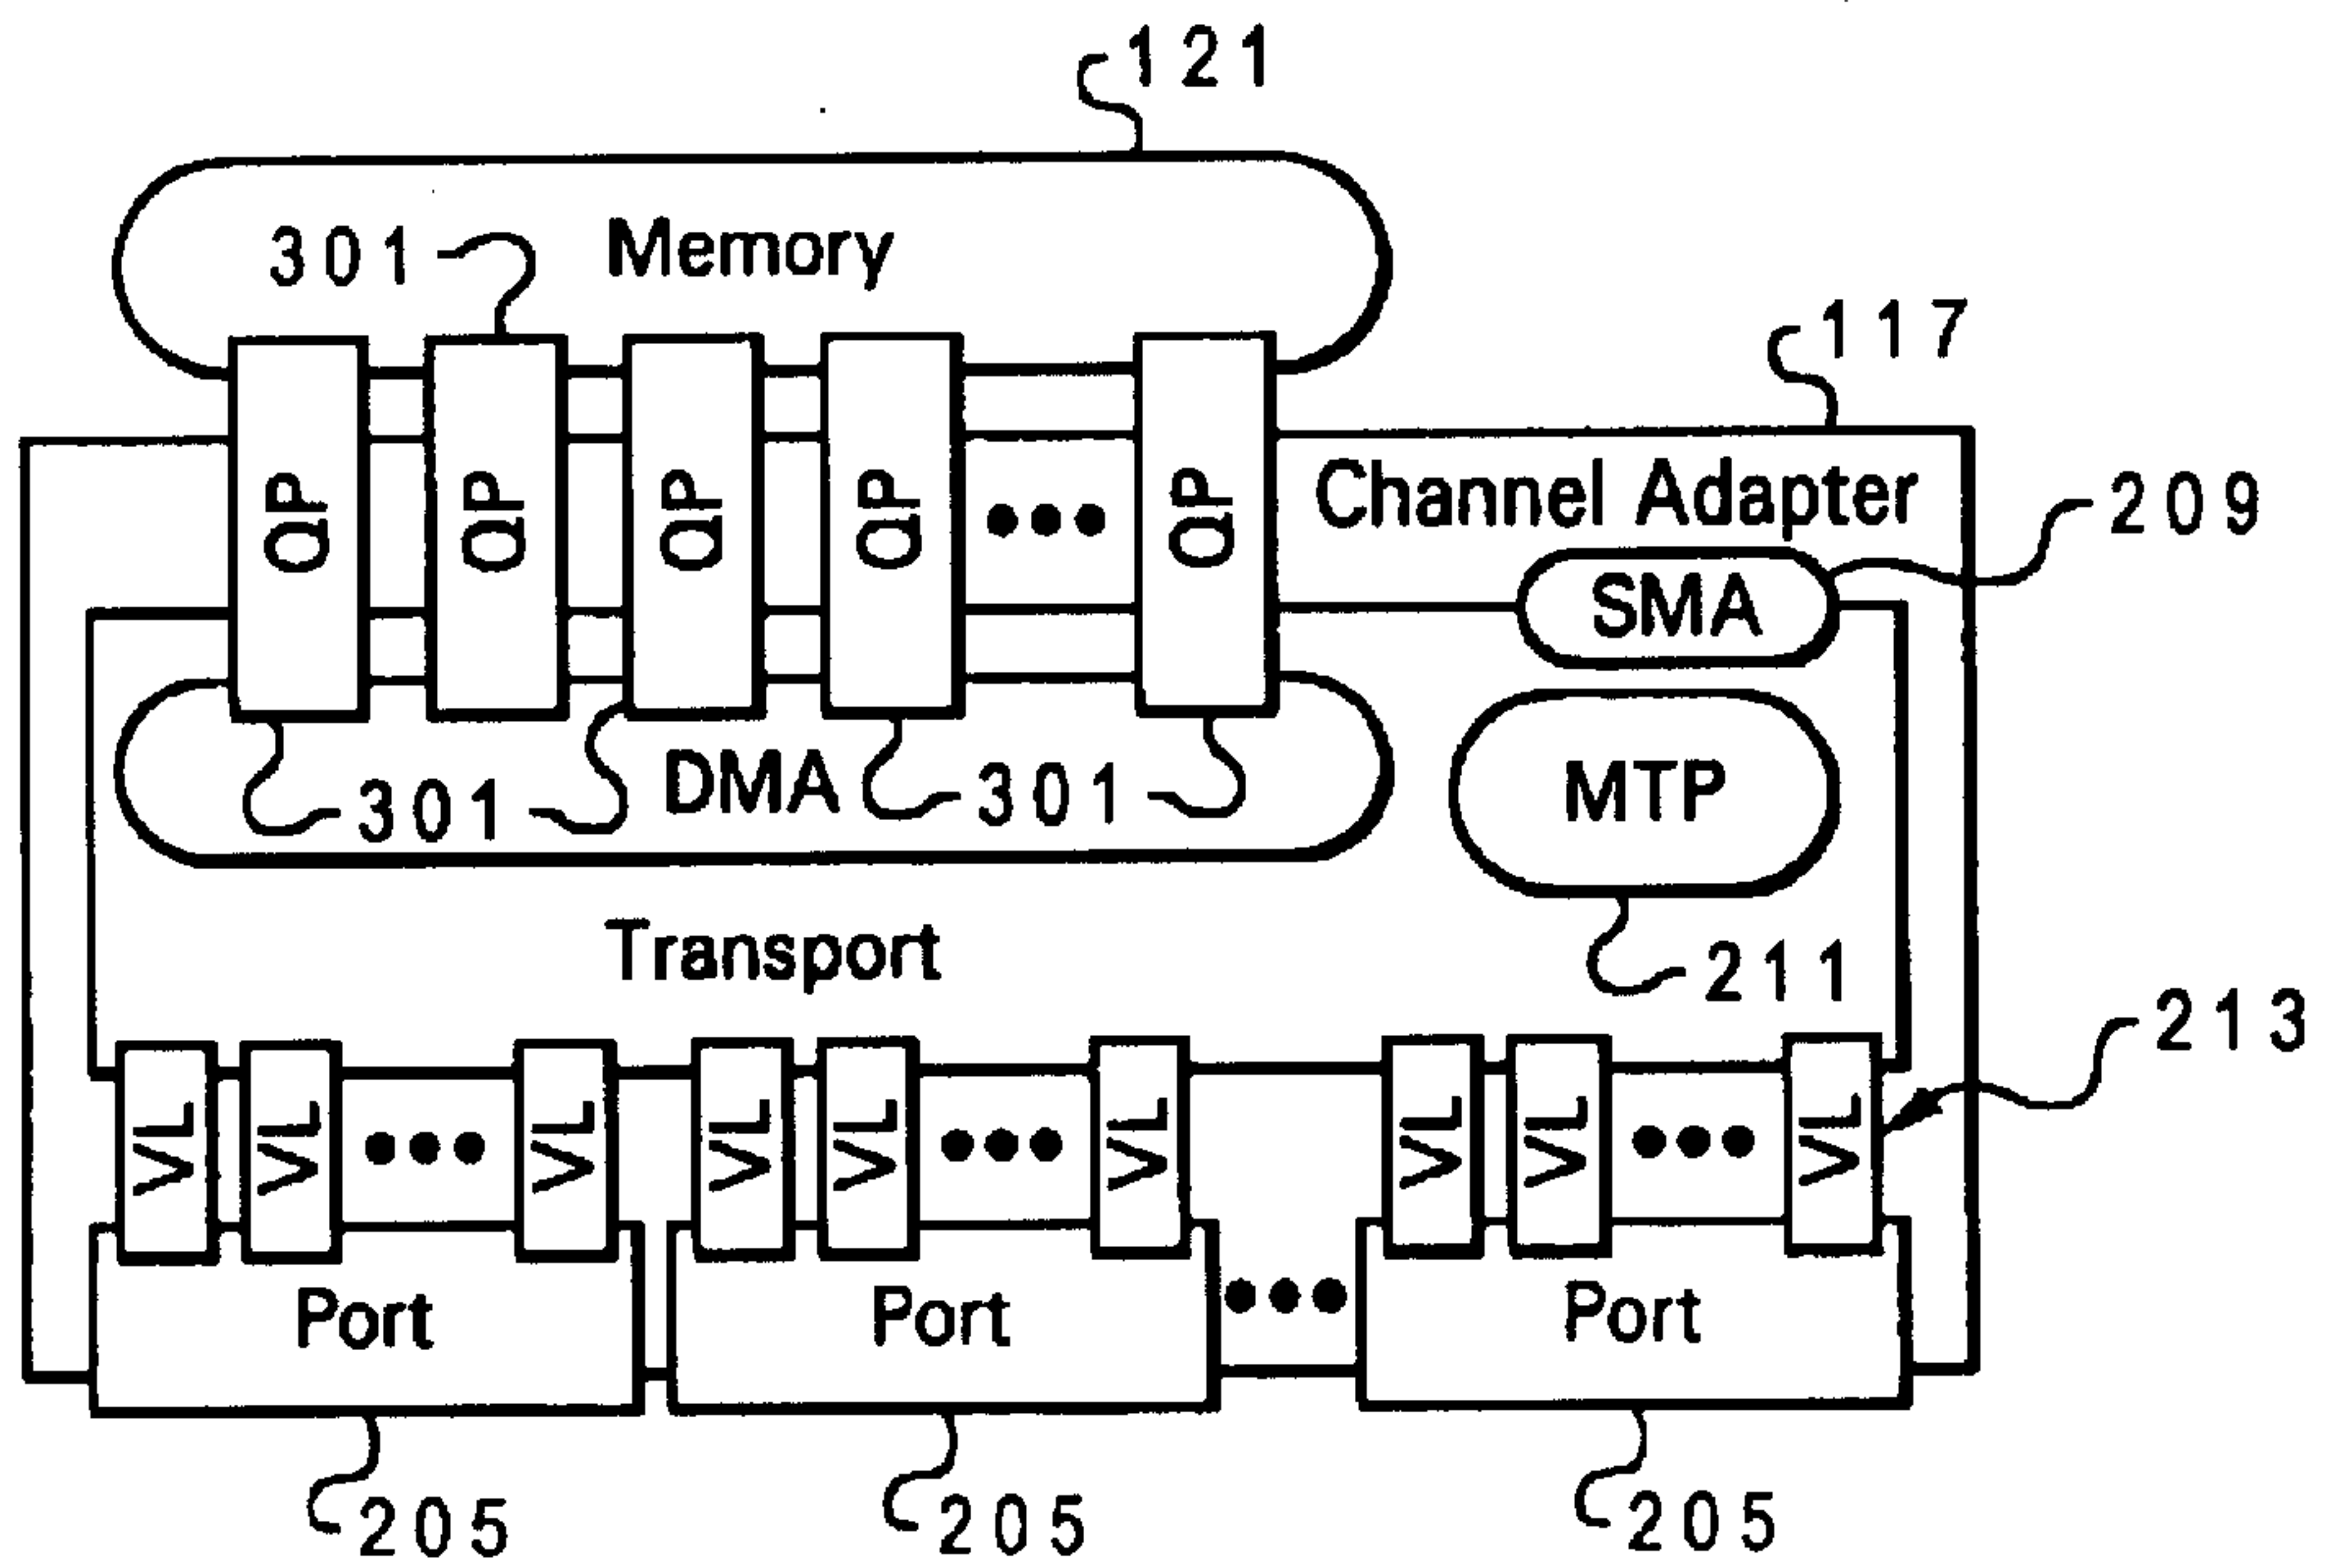 121
301 Memory
117
QP QP QP QP ••• QP
Channel Adapter
209
SMA
301 DMA 301
MTP
Transport
211
213
VL VL ••• VL VL VL ••• VL VL VL ••• VL
Port Port ••• Port
205 205 205